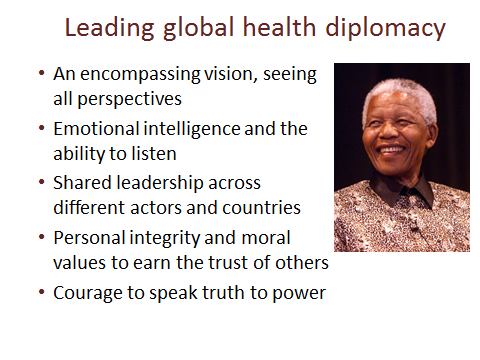 Leading global health diplomacy
• An encompassing vision, seeing
all perspectives
• Emotional intelligence and the
ability to listen
• Shared leadership across
different actors and countries
• Personal integrity and moral
values to earn the trust of others
• Courage to speak truth to power